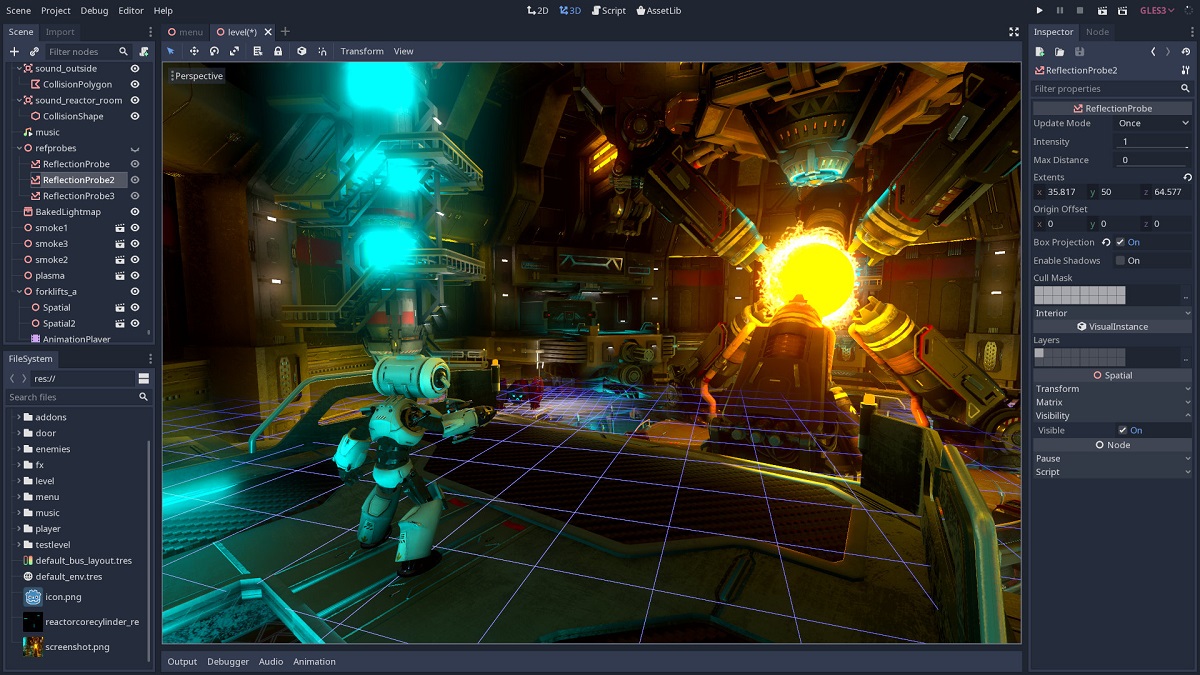 Scene Project Debug Editor Help
2D 3D Script AssetLib
GLES3
Scene Import
Filter nodes
sound_outside
CollisionPolygon
sound_reactor_room
CollisionShape
music
refprobes
ReflectionProbe
ReflectionProbe2
ReflectionProbe3
BakedLightmap
smoke1
smoke3
smoke2
plasma
forklifts_a
Spatial
Spatial2
AnimationPlayer
FileSystem
res://
Search files
addons
door
enemies
fx
level
menu
music
player
testlevel
default_bus_layout.tres
default_env.tres
icon.png
reactorcorecylinder_re
screenshot.png
menu level(*)
Transform View
Perspective
Output Debugger Audio Animation
Inspector Node
ReflectionProbe2
Filter properties
ReflectionProbe
Update Mode Once
Intensity 1
Max Distance 0
Extents
x 35.817 y 50 z 64.577
Origin Offset
x 0 y 0 z 0
Box Projection On
Enable Shadows On
Cull Mask
..
Interior
VisualInstance
Layers
..
Spatial
Transform
Matrix
Visibility
Visible On
Node
Pause
Script